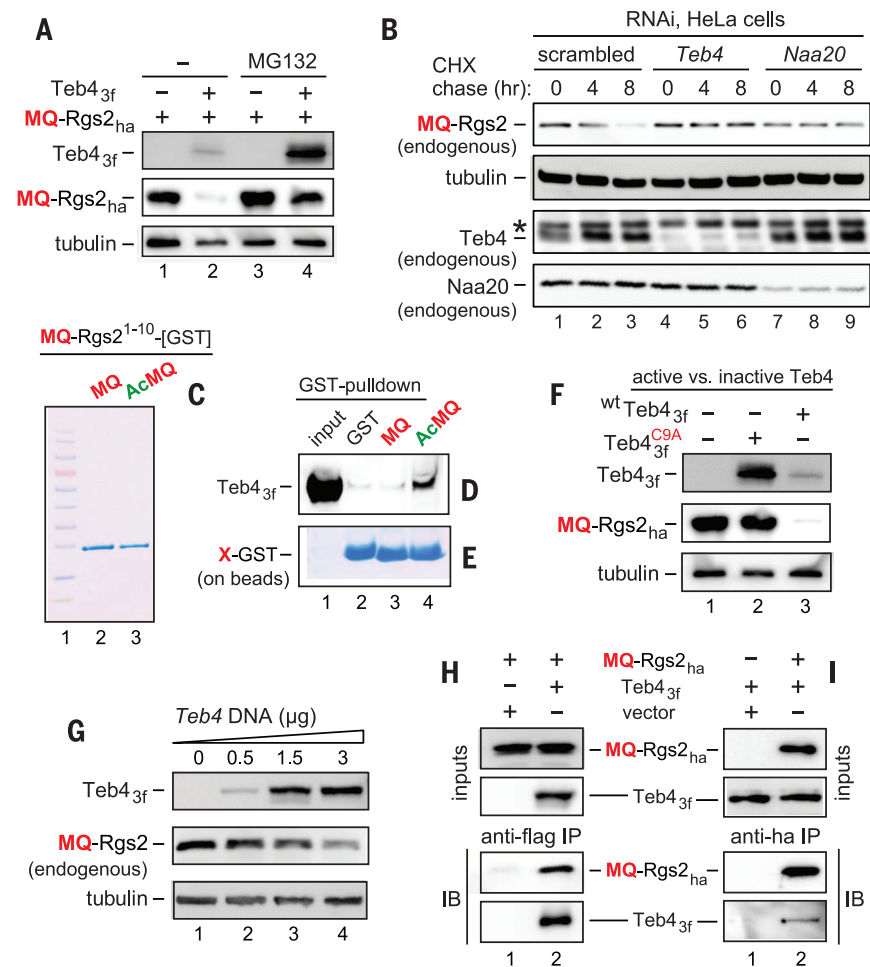 A
– MG132
Teb4 3f – + – +
MQ-Rgs2 ha + + + +
Teb4 3f –
MQ-Rgs2 ha –
tubulin –
1 2 3 4
B
RNAi, HeLa cells
scrambled Teb4 Naa20
CHX
chase (hr): 0 4 8 0 4 8 0 4 8
MQ-Rgs2 –
(endogenous)
tubulin –
*
Teb4 –
(endogenous)
Naa20 –
(endogenous)
1 2 3 4 5 6 7 8 9
MQ-Rgs2 1-10-[GST]
MQ AcMQ
1 2 3
C
GST-pulldown
input GST MQ AcMQ
Teb4 3f – D
X-GST – E
(on beads)
1 2 3 4
F
active vs. inactive Teb4
wt Teb4 3f – – +
Teb4 C9A 3f – + –
Teb4 3f –
MQ-Rgs2 ha –
tubulin –
1 2 3
G
Teb4 DNA (µg)
0 0.5 1.5 3
Teb4 3f –
MQ-Rgs2 –
(endogenous)
tubulin –
1 2 3 4
H I
+ + MQ-Rgs2 ha – +
– + Teb4 3f + +
+ – vector + –
inputs – MQ-Rgs2 ha – inputs
— Teb4 3f —
anti-flag IP anti-ha IP
IB – MQ-Rgs2 ha – IB
— Teb4 3f —
1 2 1 2